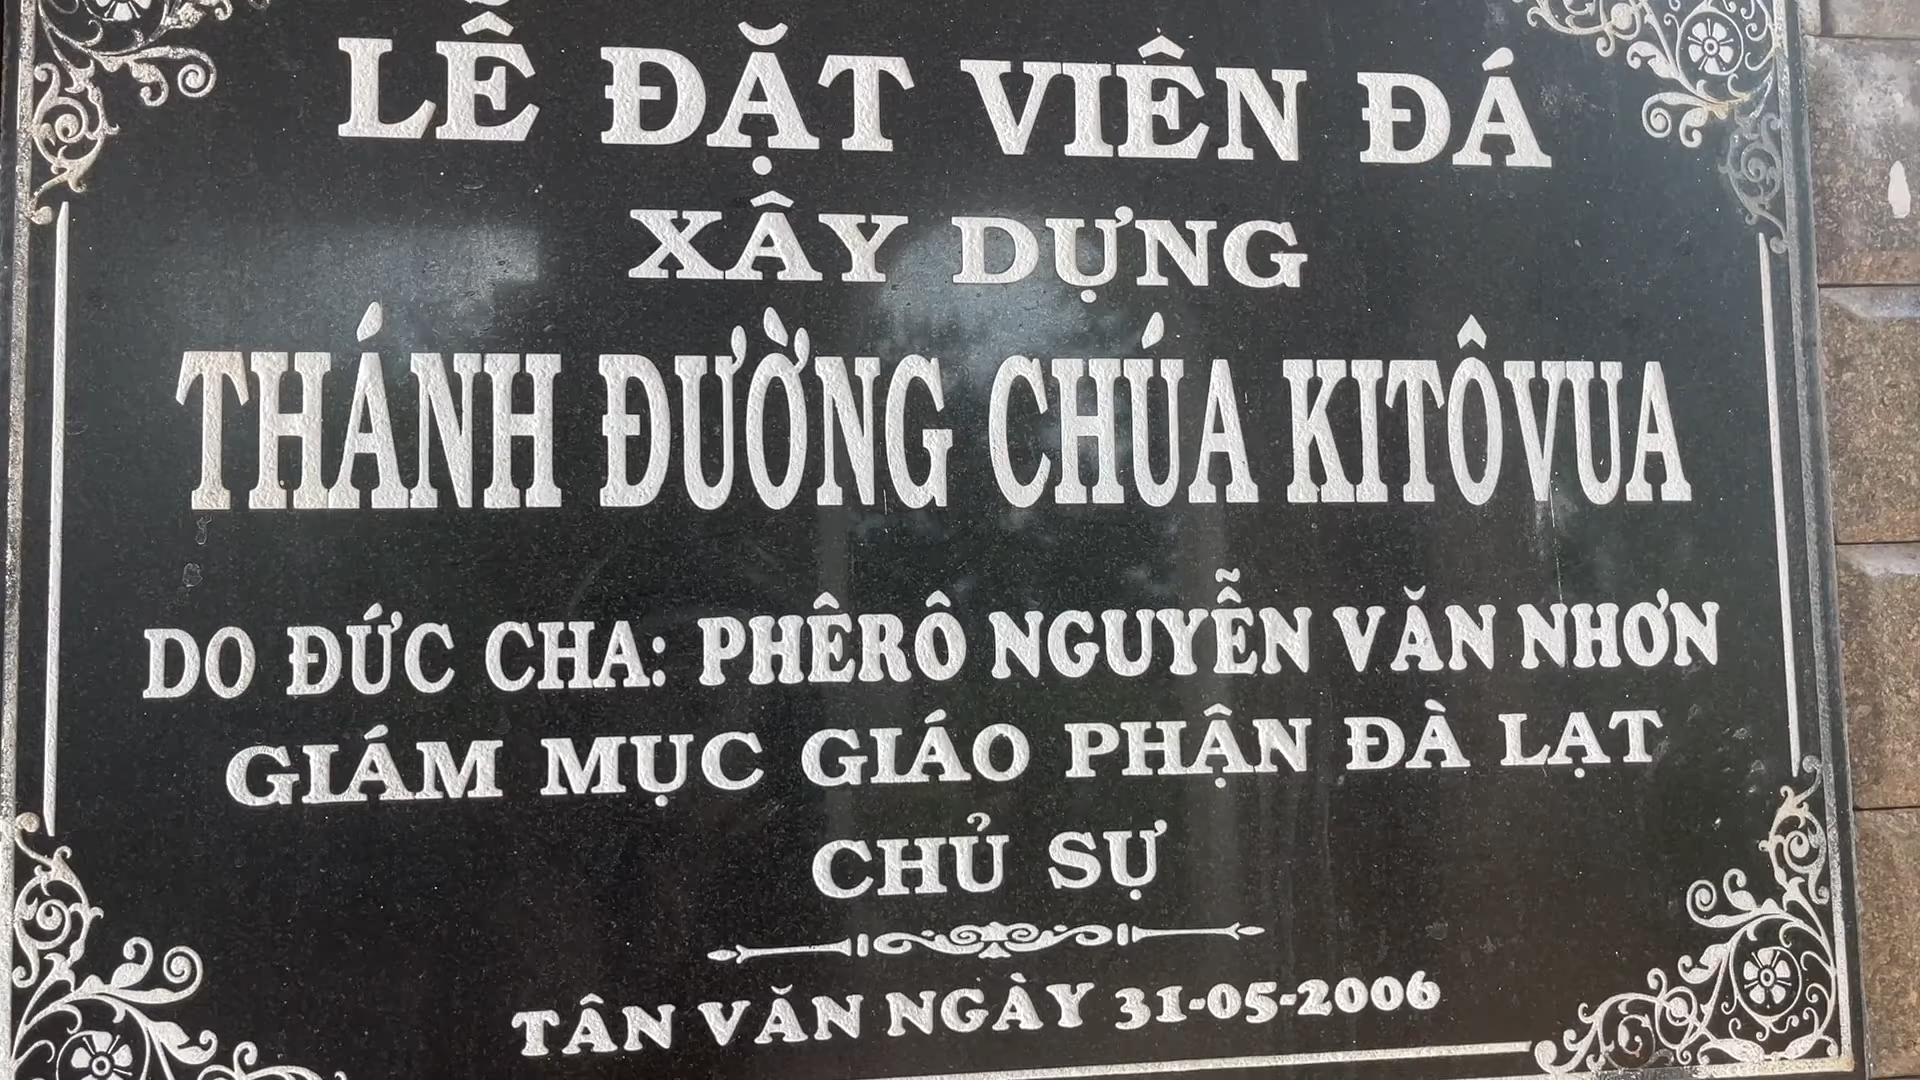 LỄ ĐẶT VIÊN ĐÁ
XÂY DỰNG
THÁNH ĐƯỜNG CHÚA KITÔVUA
DO ĐỨC CHA: PHÊRÔ NGUYỄN VĂN NHƠN
GIÁM MỤC GIÁO PHẬN ĐÀ LẠT
CHỦ SỰ
TÂN VĂN NGÀY 31-05-2006